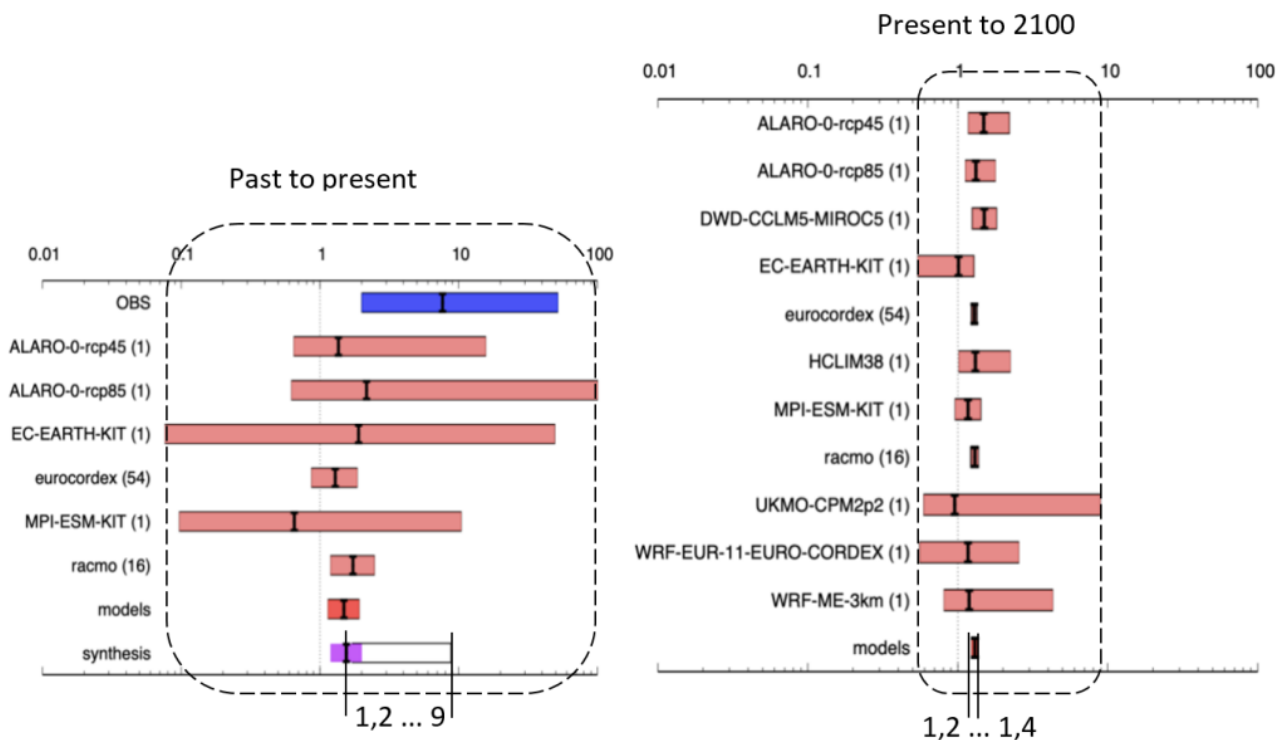 Past to present
0.01 0.1 1 10 100
OBS
ALARO-0-rcp45 (1)
ALARO-0-rcp85 (1)
EC-EARTH-KIT (1)
eurocordex (54)
MPI-ESM-KIT (1)
racmo (16)
models
synthesis
1,2 ... 9
Present to 2100
0.01 0.1 1 10 100
ALARO-0-rcp45 (1)
ALARO-0-rcp85 (1)
DWD-CCLM5-MIROC5 (1)
EC-EARTH-KIT (1)
eurocordex (54)
HCLIM38 (1)
MPI-ESM-KIT (1)
racmo (16)
UKMO-CPM2p2 (1)
WRF-EUR-11-EURO-CORDEX (1)
WRF-ME-3km (1)
models
1,2 ... 1,4